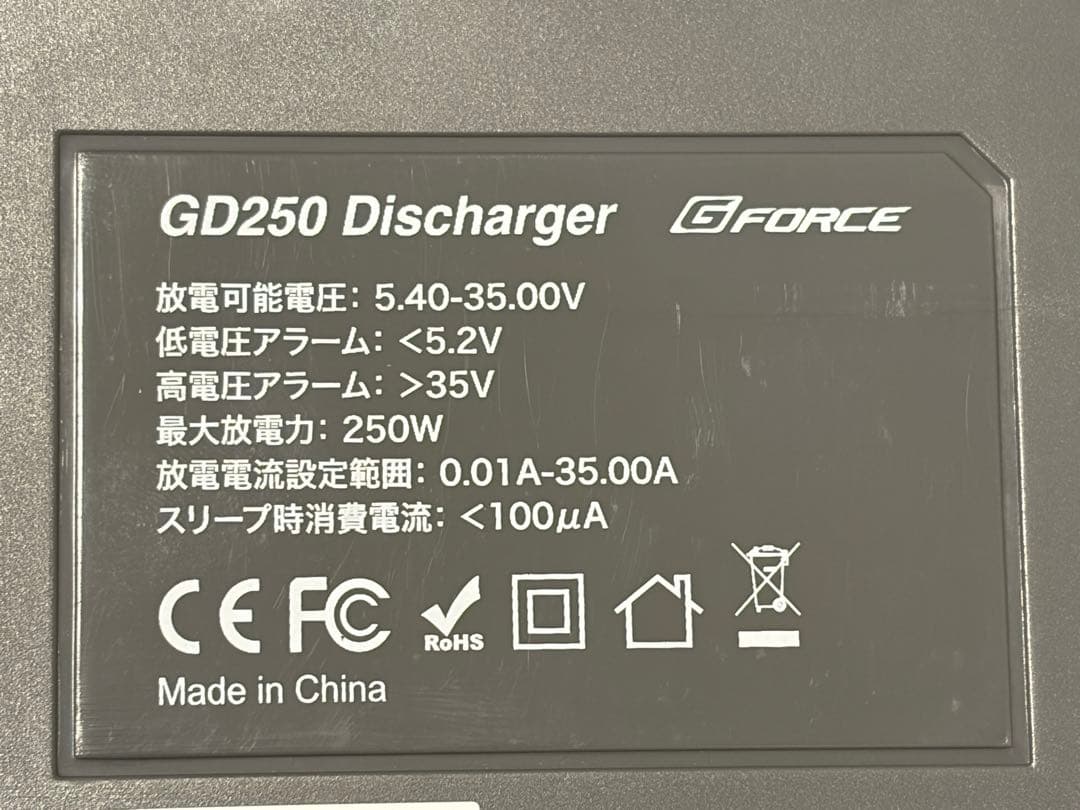 GD250 Discharger GFORCE
放電可能電圧: 5.40-35.00V
低電圧アラーム: <5.2V
高電圧アラーム: >35V
最大放電力: 250W
放電電流設定範囲: 0.01A-35.00A
スリープ時消費電流: <100μA
CE FC RoHS
Made in China